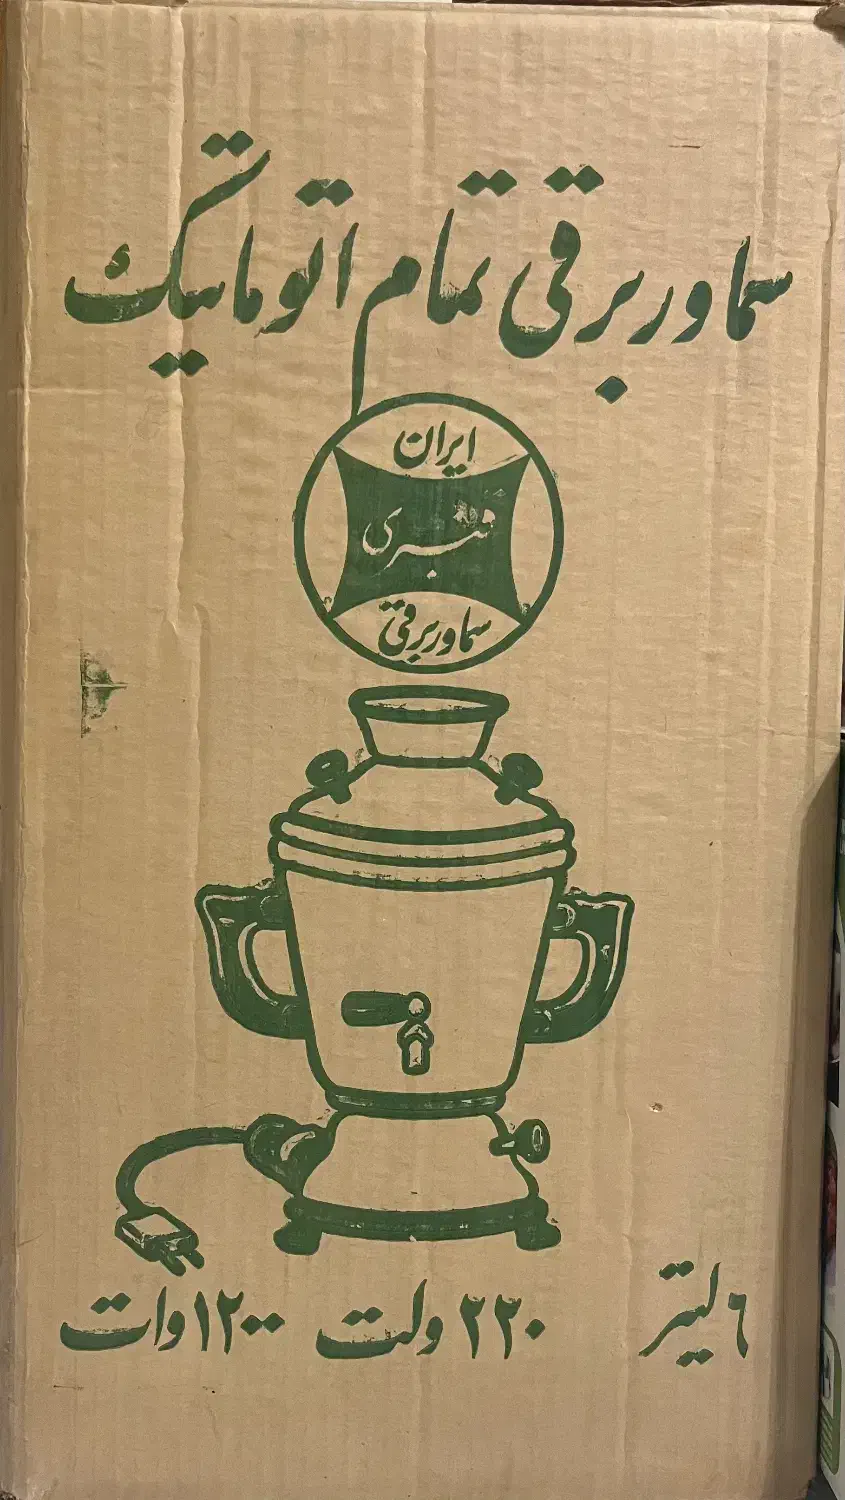 سماور برقی تمام اتوماتیک
ایران
سماور برقی
۶ لیتر
۲۲۰ ولت
۱۲۰۰ وات